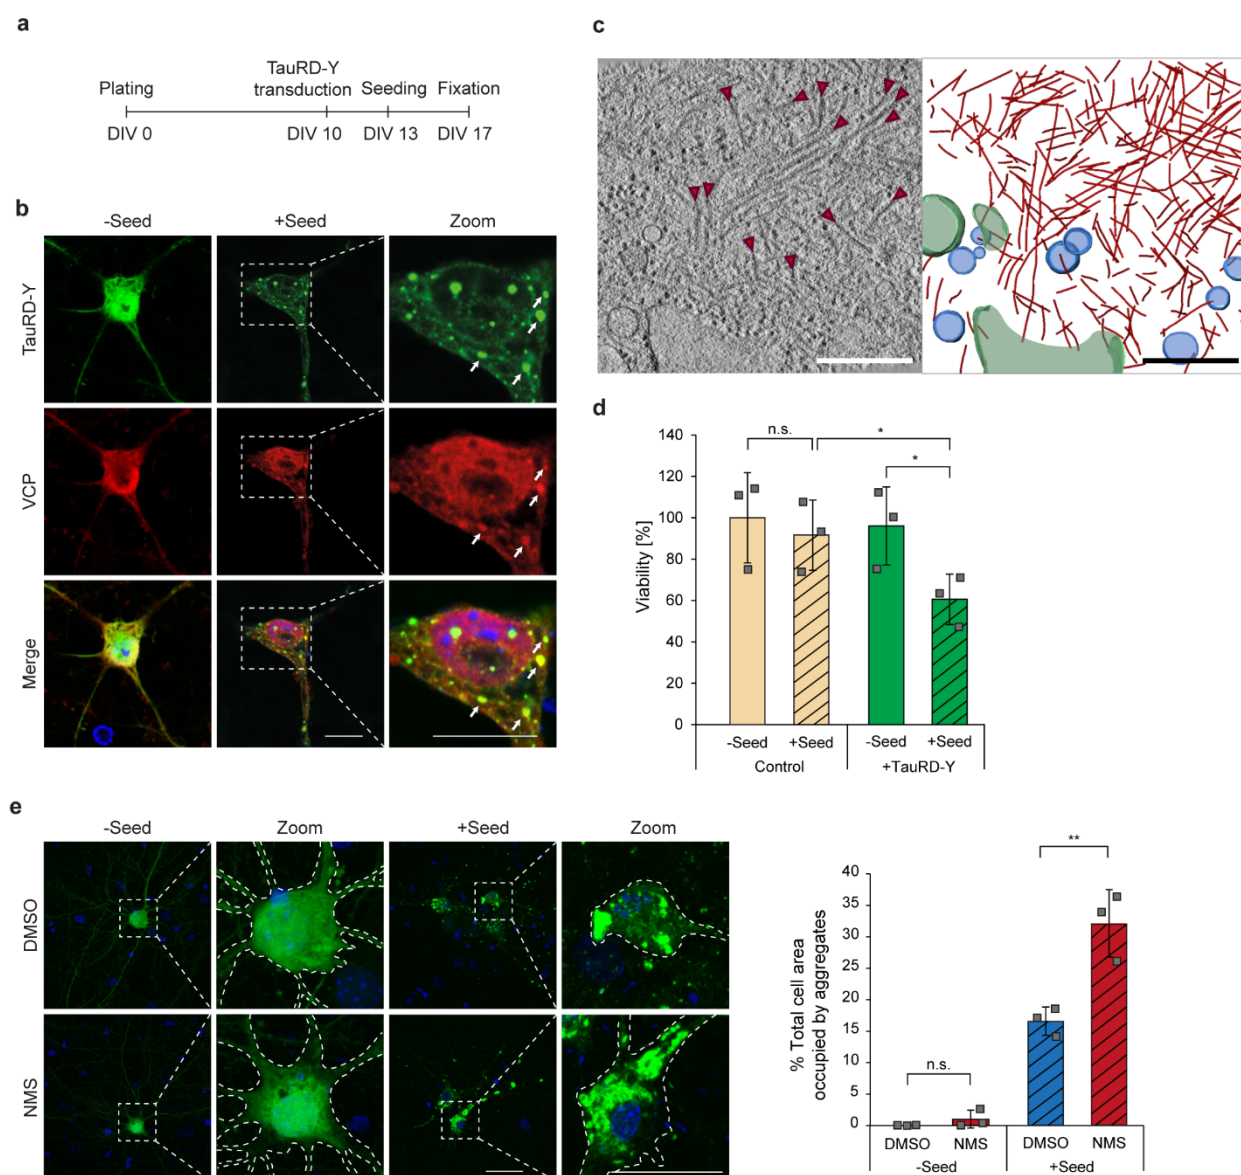 a
Plating
TauRD-Y
transduction
Seeding
Fixation
DIV 0
DIV 10
DIV 13
DIV 17
b
-Seed
+Seed
Zoom
TauRD-Y
VCP
Merge
c
d
Viability [%]
140
120
100
80
60
40
20
0
n.s.
*
*
-Seed
+Seed
-Seed
+Seed
Control
+TauRD-Y
e
-Seed
Zoom
+Seed
Zoom
DMSO
NMS
% Total cell area
occupied by aggregates
40
35
30
25
20
15
10
5
0
n.s.
**
DMSO
NMS
DMSO
NMS
-Seed
+Seed